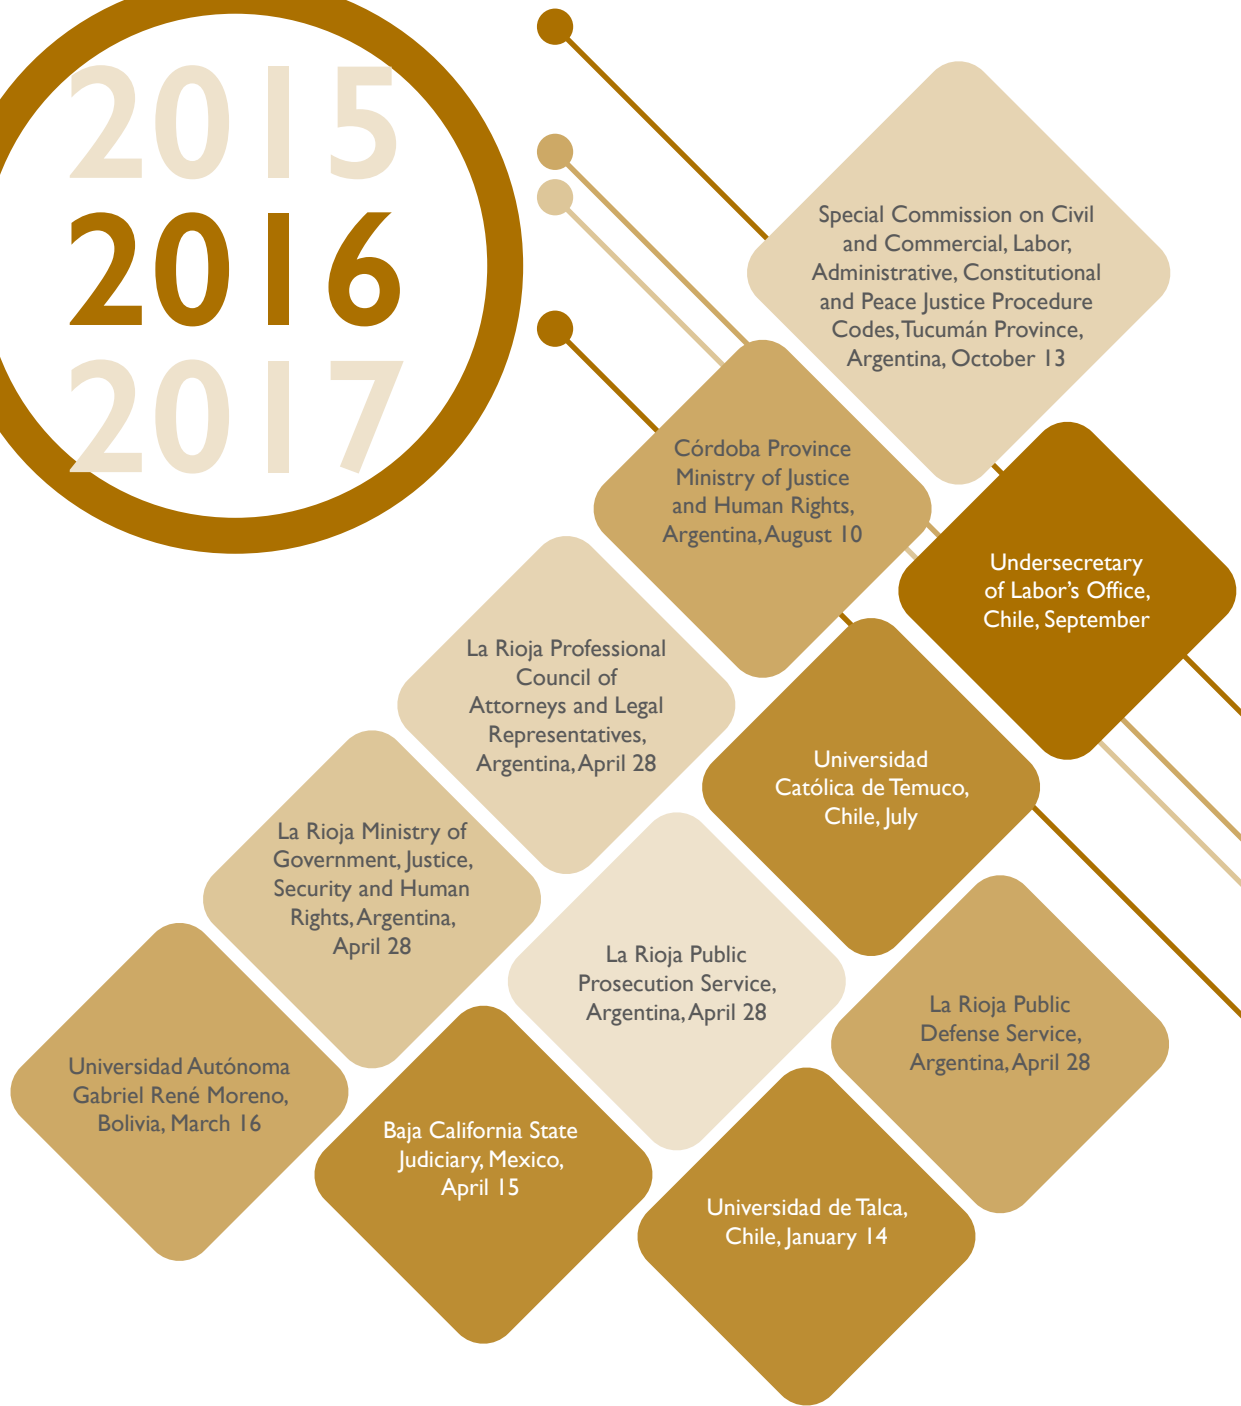 2015
2016
2017
Special Commission on Civil
and Commercial, Labor,
Administrative, Constitutional
and Peace Justice Procedure
Codes, Tucumán Province,
Argentina, October 13
Córdoba Province
Ministry of Justice
and Human Rights,
Argentina, August 10
Undersecretary
of Labor’s Office,
Chile, September
La Rioja Professional
Council of
Attorneys and Legal
Representatives,
Argentina, April 28
Universidad
Católica de Temuco,
Chile, July
La Rioja Ministry of
Government, Justice,
Security and Human
Rights, Argentina,
April 28
La Rioja Public
Prosecution Service,
Argentina, April 28
La Rioja Public
Defense Service,
Argentina, April 28
Universidad Autónoma
Gabriel René Moreno,
Bolivia, March 16
Baja California State
Judiciary, Mexico,
April 15
Universidad de Talca,
Chile, January 14